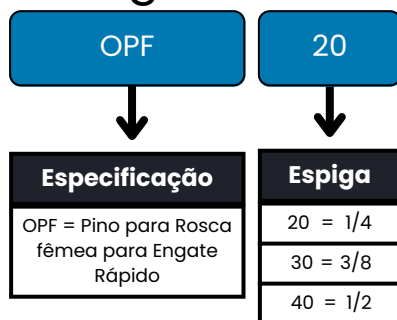 g
OPF
20
Especificação
Espiga
OPF = Pino para Rosca
fêmea para Engate
Rápido
20 = 1/4
30 = 3/8
40 = 1/2